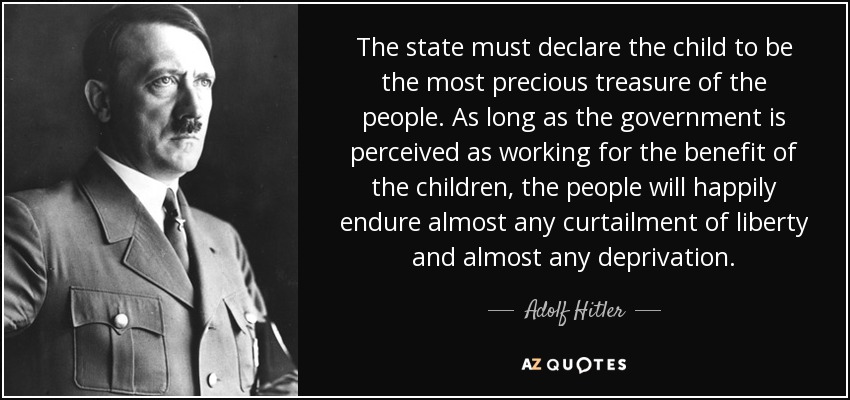 The state must declare the child to be
the most precious treasure of the
people. As long as the government is
perceived as working for the benefit of
the children, the people will happily
endure almost any curtailment of liberty
and almost any deprivation.
Adolf Hitler
AZ QUOTES